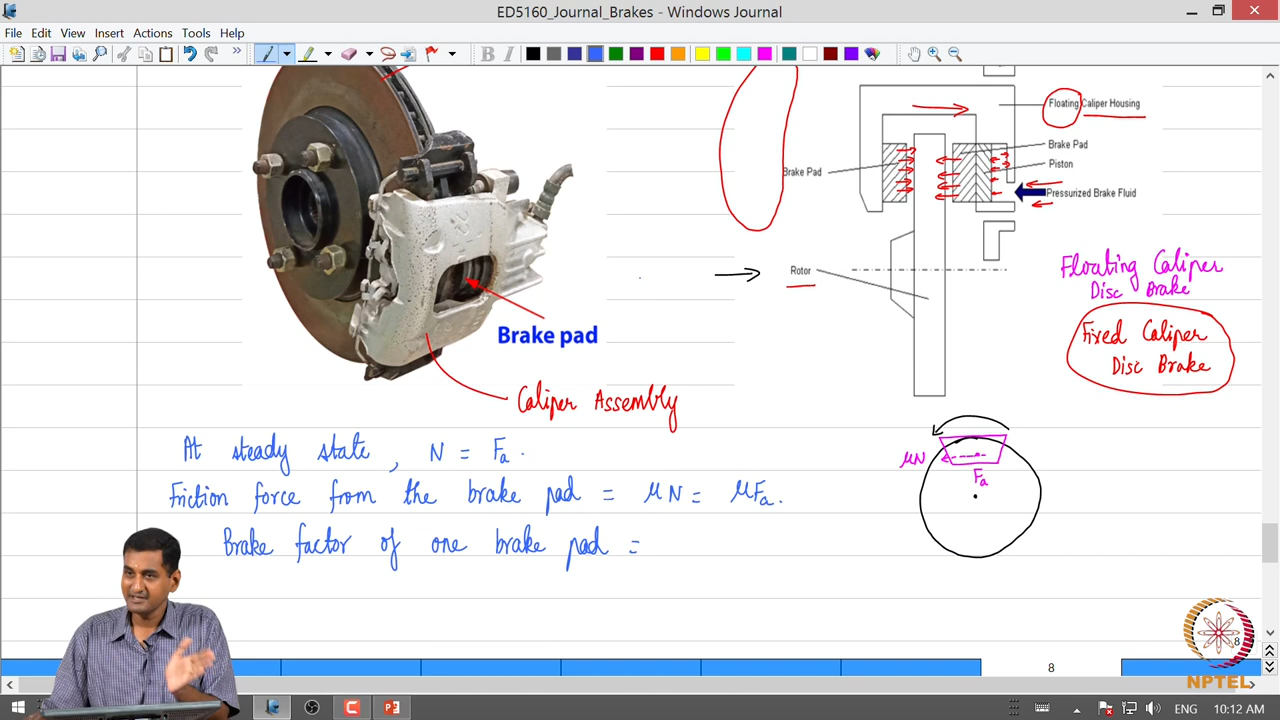 ED5160_Journal_Brakes - Windows Journal
File Edit View Insert Actions Tools Help
Floating Caliper Housing
Brake Pad
Piston
Brake Pad
Pressurized Brake Fluid
Rotor
Floating Caliper
Disc Brake
Fixed Caliper
Disc Brake
Brake pad
Caliper Assembly
At steady state, N = Fa.
Friction force from the brake pad = μN = μFa.
Brake factor of one brake pad =
μN
Fa
8
8
NPTEL
ENG 10:12 AM